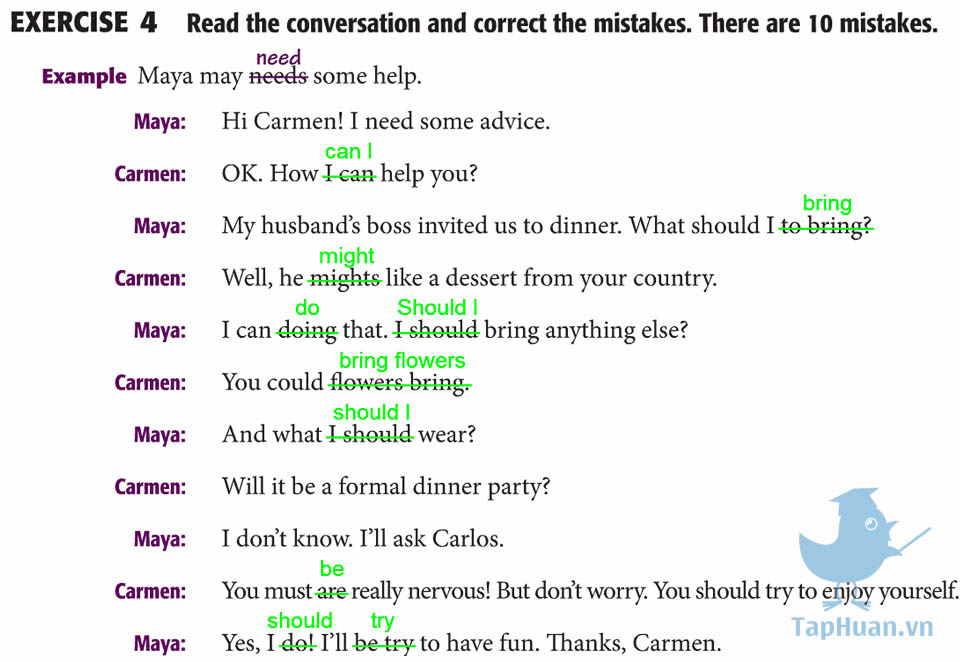 EXERCISE 4 Read the conversation and correct the mistakes. There are 10 mistakes.
need
Example Maya may needs some help.
Maya: Hi Carmen! I need some advice.
can I
Carmen: OK. How I can help you?
bring
Maya: My husband's boss invited us to dinner. What should I to bring?
might
Carmen: Well, he mights like a dessert from your country.
do Should I
Maya: I can doing that. I should bring anything else?
bring flowers
Carmen: You could flowers bring.
should I
Maya: And what I should wear?
Carmen: Will it be a formal dinner party?
Maya: I don't know. I'll ask Carlos.
be
Carmen: You must are really nervous! But don't worry. You should try to enjoy yourself.
should try
Maya: Yes, I do! I'll be try to have fun. Thanks, Carmen.
TapHuan.vn